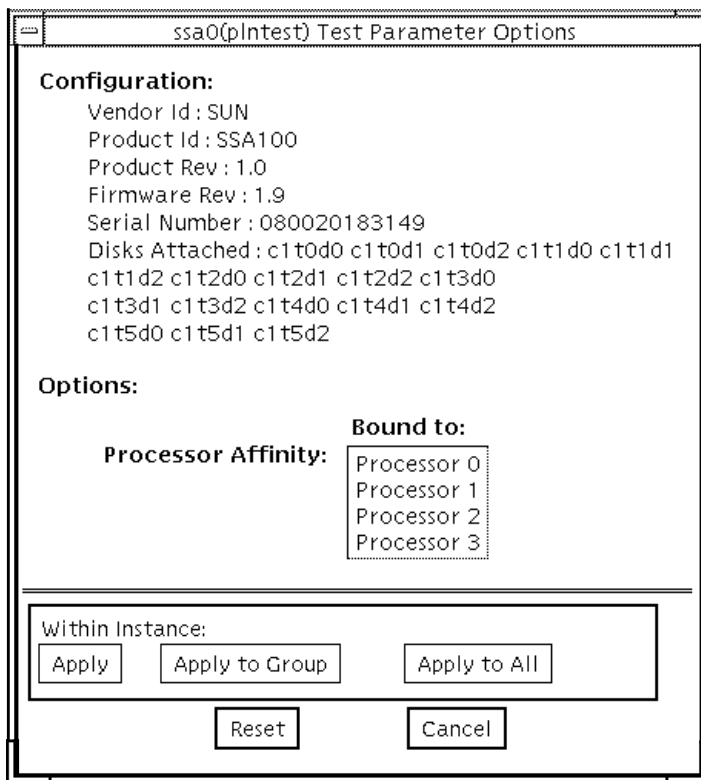 ssa0(plntest) Test Parameter Options
Configuration:
Vendor Id : SUN
Product Id : SSA100
Product Rev : 1.0
Firmware Rev : 1.9
Serial Number : 080020183149
Disks Attached : c1t0d0 c1t0d1 c1t0d2 c1t1d0 c1t1d1
c1t1d2 c1t2d0 c1t2d1 c1t2d2 c1t3d0
c1t3d1 c1t3d2 c1t4d0 c1t4d1 c1t4d2
c1t5d0 c1t5d1 c1t5d2
Options:
Bound to:
Processor Affinity:
Processor 0
Processor 1
Processor 2
Processor 3
Within Instance:
Apply Apply to Group Apply to All
Reset Cancel